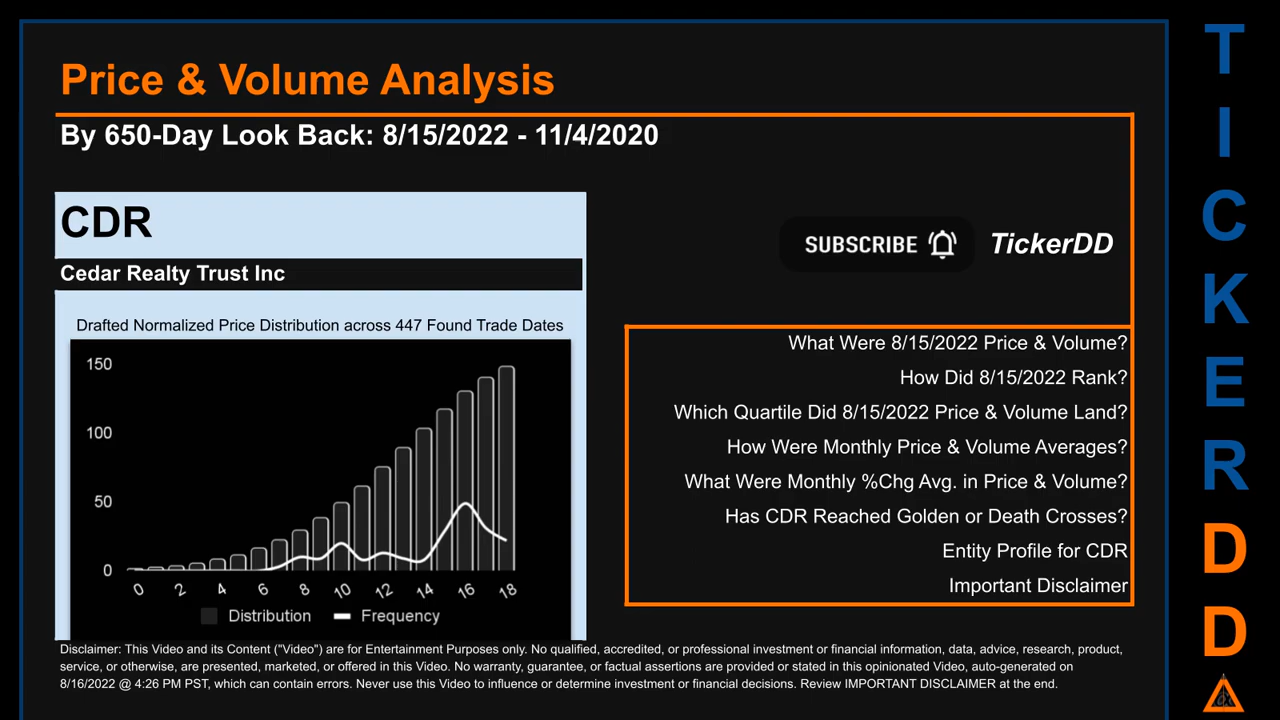 Price & Volume Analysis
By 650-Day Look Back: 8/15/2022 - 11/4/2020
CDR
Cedar Realty Trust Inc
Drafted Normalized Price Distribution across 447 Found Trade Dates
150
100
50
0
0 2 4 6 8 10 12 14 16 18
Distribution Frequency
SUBSCRIBE TickerDD
What Were 8/15/2022 Price & Volume?
How Did 8/15/2022 Rank?
Which Quartile Did 8/15/2022 Price & Volume Land?
How Were Monthly Price & Volume Averages?
What Were Monthly %Chg Avg. in Price & Volume?
Has CDR Reached Golden or Death Crosses?
Entity Profile for CDR
Important Disclaimer
Disclaimer: This Video and its Content ("Video") are for Entertainment Purposes only. No qualified, accredited, or professional investment or financial information, data, advice, research, product,
service, or otherwise, are presented, marketed, or offered in this Video. No warranty, guarantee, or factual assertions are provided or stated in this opinionated Video, auto-generated on
8/16/2022 @ 4:26 PM PST, which can contain errors. Never use this Video to influence or determine investment or financial decisions. Review IMPORTANT DISCLAIMER at the end.
T
I
C
K
E
R
D
D